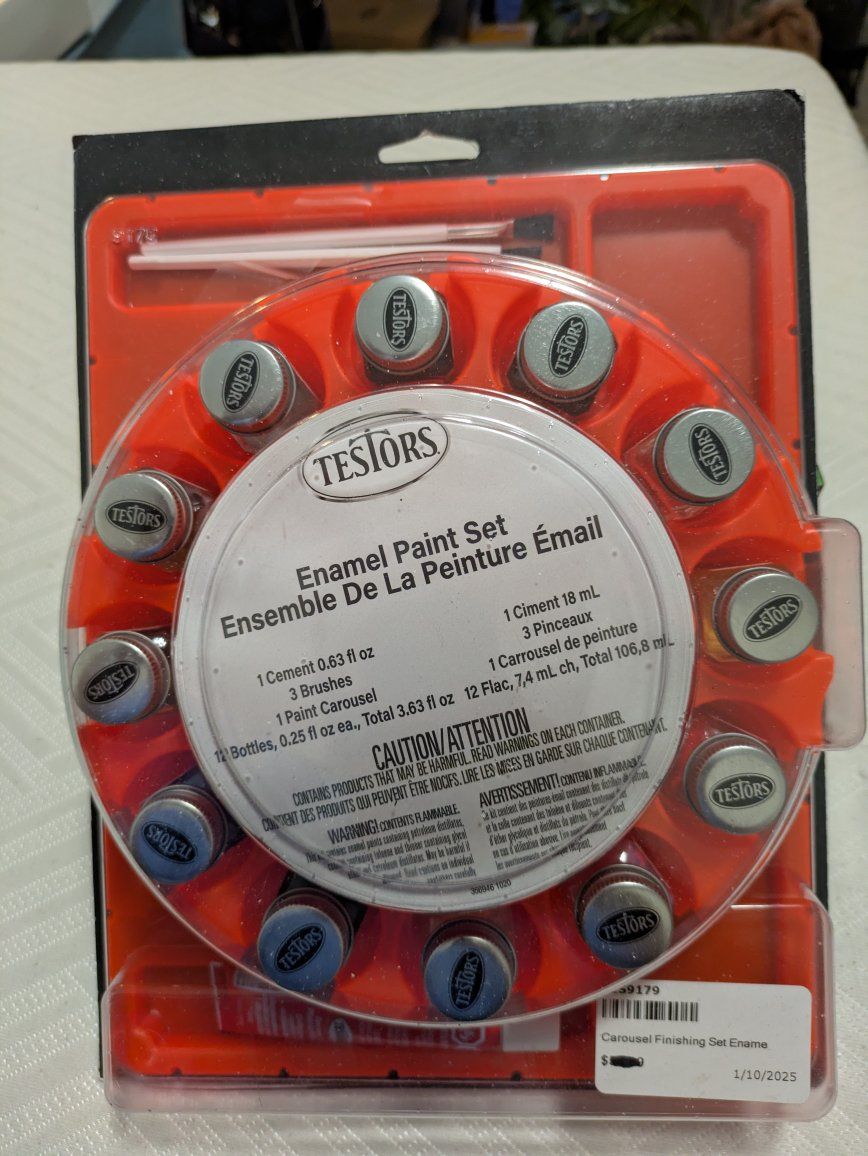 9175
TESTORS
TESTORS
TESTORS
TESTORS
TESTORS
TESTORS
TESTORS
TESTORS
TESTORS
TESTORS
TESTORS
TESTORS
TESTORS
Enamel Paint Set
Ensemble De La Peinture Émail
1 Cement 0.63 fl oz
3 Brushes
1 Paint Carousel
12 Bottles, 0.25 fl oz ea., Total 3.63 fl oz
1 Ciment 18 mL
3 Pinceaux
1 Carrousel de peinture
12 Flac, 7,4 mL ch, Total 106,8 mL
CAUTION/ATTENTION
CONTAINS PRODUCTS THAT MAY BE HARMFUL. READ WARNINGS ON EACH CONTAINER.
CONTIENT DES PRODUITS QUI PEUVENT ÊTRE NOCIFS. LIRE LES MISES EN GARDE SUR CHAQUE CONTENANT.
WARNING! CONTENTS FLAMMABLE.
AVERTISSEMENT! CONTENU INFLAMMABLE.
396946 1020
S9179
Carousel Finishing Set Ename
$
1/10/2025